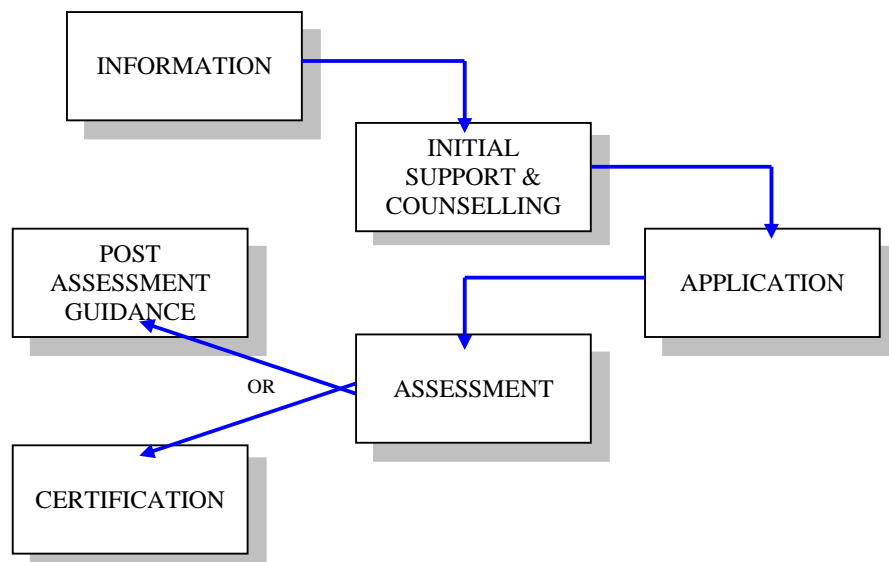 INFORMATION
INITIAL
SUPPORT &
COUNSELLING
POST
ASSESSMENT
GUIDANCE
APPLICATION
OR
ASSESSMENT
CERTIFICATION